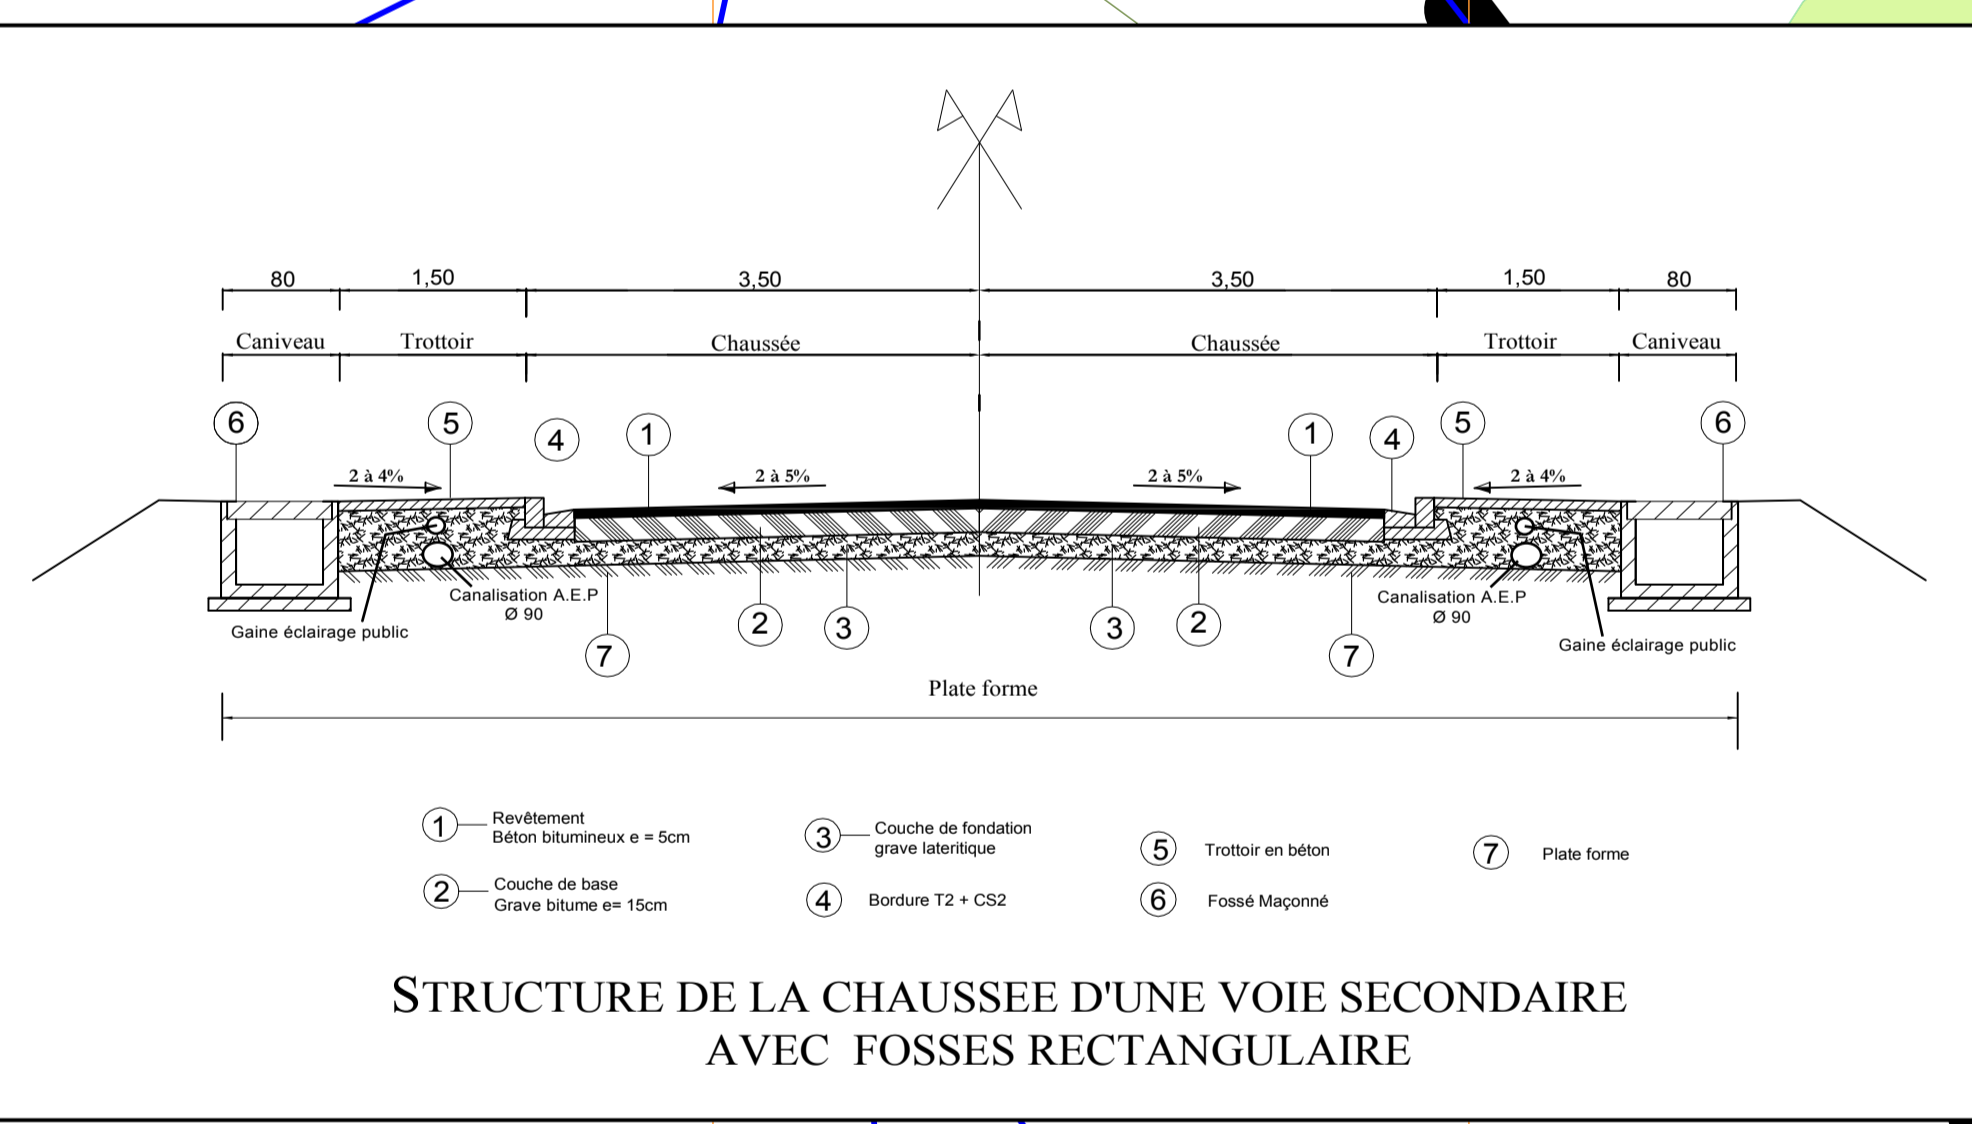 80 1,50 3,50 3,50 1,50 80
Caniveau Trottoir Chaussée Chaussée Trottoir Caniveau
6 5 4 1 1 4 5 6
2 à 4% 2 à 5% 2 à 5% 2 à 4%
Canalisation A.E.P
Ø 90
Gaine éclairage public
7 2 3 3 2 7
Canalisation A.E.P
Ø 90
Gaine éclairage public
Plate forme
1 Revêtement
Béton bitumineux e = 5cm
2 Couche de base
Grave bitume e= 15cm
3 Couche de fondation
grave lateritique
4 Bordure T2 + CS2
5 Trottoir en béton
6 Fossé Maçonné
7 Plate forme
STRUCTURE DE LA CHAUSSEE D'UNE VOIE SECONDAIRE
AVEC FOSSES RECTANGULAIRE